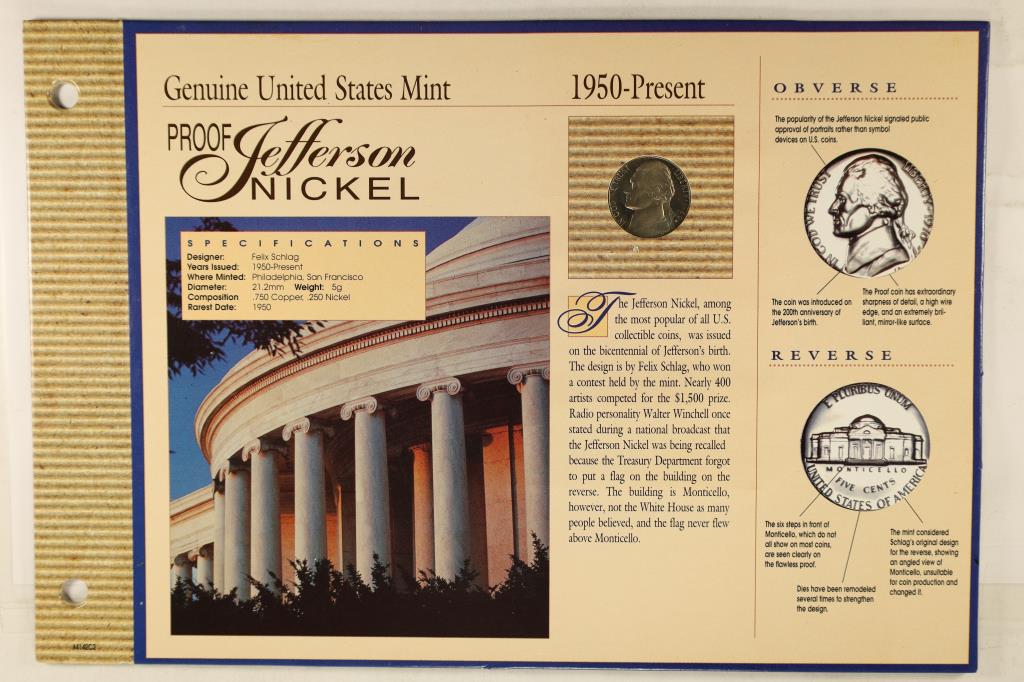 Genuine United States Mint
PROOF Jefferson
NICKEL
SPECIFICATIONS
Designer: Felix Schlag
Years Issued: 1950-Present
Where Minted: Philadelphia, San Francisco
Diameter: 21.2mm Weight: 5g
Composition .750 Copper, .250 Nickel
Rarest Date: 1950
1950-Present
The Jefferson Nickel, among
the most popular of all U.S.
collectible coins, was issued
on the bicentennial of Jefferson's birth.
The design is by Felix Schlag, who won
a contest held by the mint. Nearly 400
artists competed for the $1,500 prize.
Radio personality Walter Winchell once
stated during a national broadcast that
the Jefferson Nickel was being recalled
because the Treasury Department forgot
to put a flag on the building on the
reverse. The building is Monticello,
however, not the White House as many
people believed, and the flag never flew
above Monticello.
OBVERSE
The popularity of the Jefferson Nickel signaled public
approval of portraits rather than symbol
devices on U.S. coins.
IN GOD WE TRUST
LIBERTY
The coin was introduced on
the 200th anniversary of
Jefferson's birth.
The Proof coin has extraordinary
sharpness of detail, a high wire
edge, and an extremely bril-
liant, mirror-like surface.
REVERSE
E PLURIBUS UNUM
MONTICELLO
FIVE CENTS
UNITED STATES OF AMERICA
The six steps in front of
Monticello, which do not
all show on most coins,
are seen clearly on
the flawless proof.
Dies have been remodeled
several times to strengthen
the design.
The mint considered
Schlag's original design
for the reverse, showing
an angled view of
Monticello, unsuitable
for coin production and
changed it.